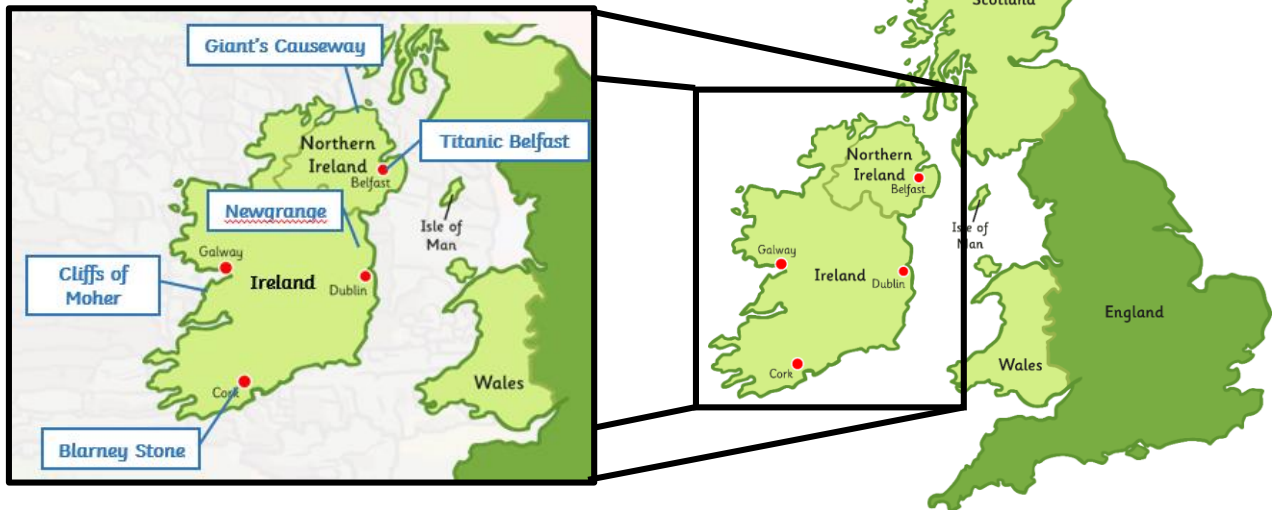 Giant's Causeway
Titanic Belfast
Northern
Ireland
Belfast
Newgrange
Isle of
Man
Galway
Cliffs of
Moher
Ireland
Dublin
Wales
Cork
Blarney Stone
Scotland
Northern
Ireland
Belfast
Isle of
Man
Galway
Ireland
Dublin
England
Wales
Cork